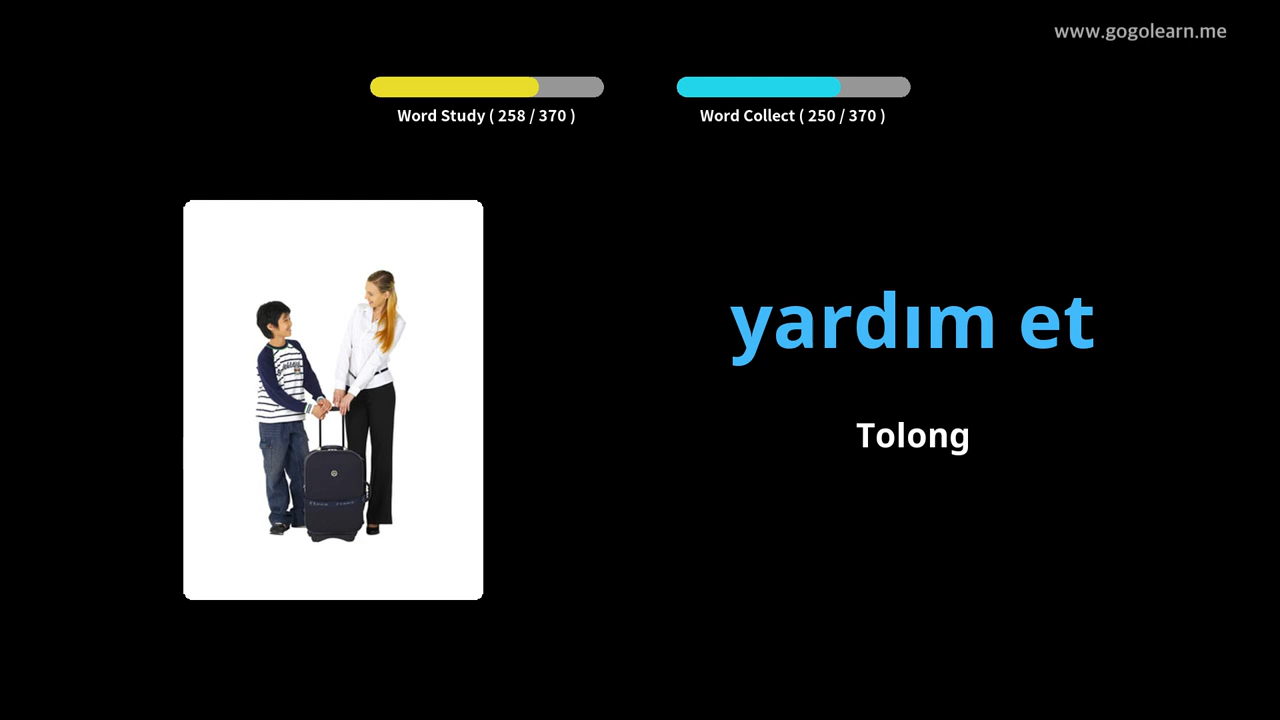 www.gogolearn.me
Word Study ( 258 / 370 )
Word Collect ( 250 / 370 )
yardım et
Tolong